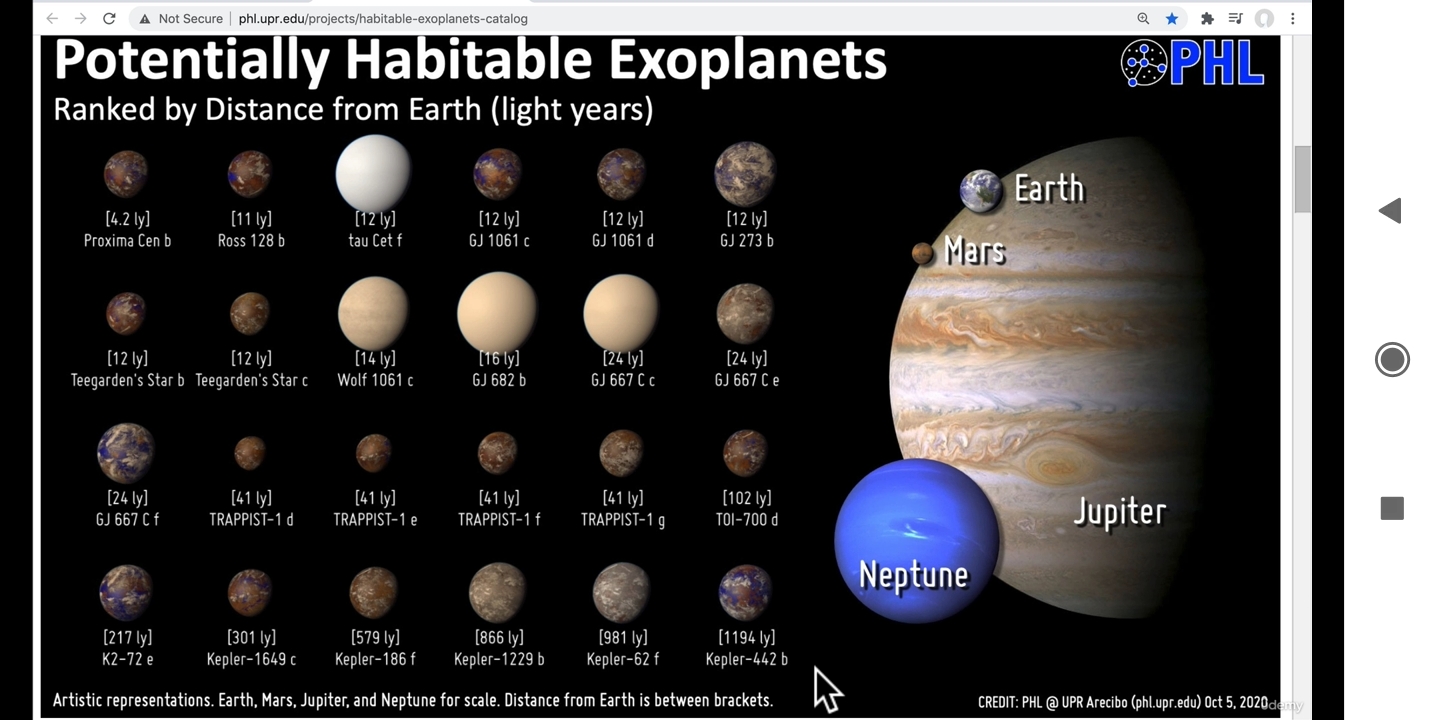 Not Secure phl.upr.edu/projects/habitable-exoplanets-catalog
Potentially Habitable Exoplanets
PHL
Ranked by Distance from Earth (light years)
[4.2 ly] [11 ly] [12 ly] [12 ly] [12 ly] [12 ly]
Proxima Cen b Ross 128 b tau Cet f GJ 1061 c GJ 1061 d GJ 273 b
[12 ly] [12 ly] [14 ly] [16 ly] [24 ly] [24 ly]
Teegarden's Star b Teegarden's Star c Wolf 1061 c GJ 682 b GJ 667 C c GJ 667 C e
[24 ly] [41 ly] [41 ly] [41 ly] [41 ly] [102 ly]
GJ 667 C f TRAPPIST-1 d TRAPPIST-1 e TRAPPIST-1 f TRAPPIST-1 g TOI-700 d
[217 ly] [301 ly] [579 ly] [866 ly] [981 ly] [1194 ly]
K2-72 e Kepler-1649 c Kepler-186 f Kepler-1229 b Kepler-62 f Kepler-442 b
Earth
Mars
Jupiter
Neptune
Artistic representations. Earth, Mars, Jupiter, and Neptune for scale. Distance from Earth is between brackets.
CREDIT: PHL @ UPR Arecibo (phl.upr.edu) Oct 5, 2020
udemy